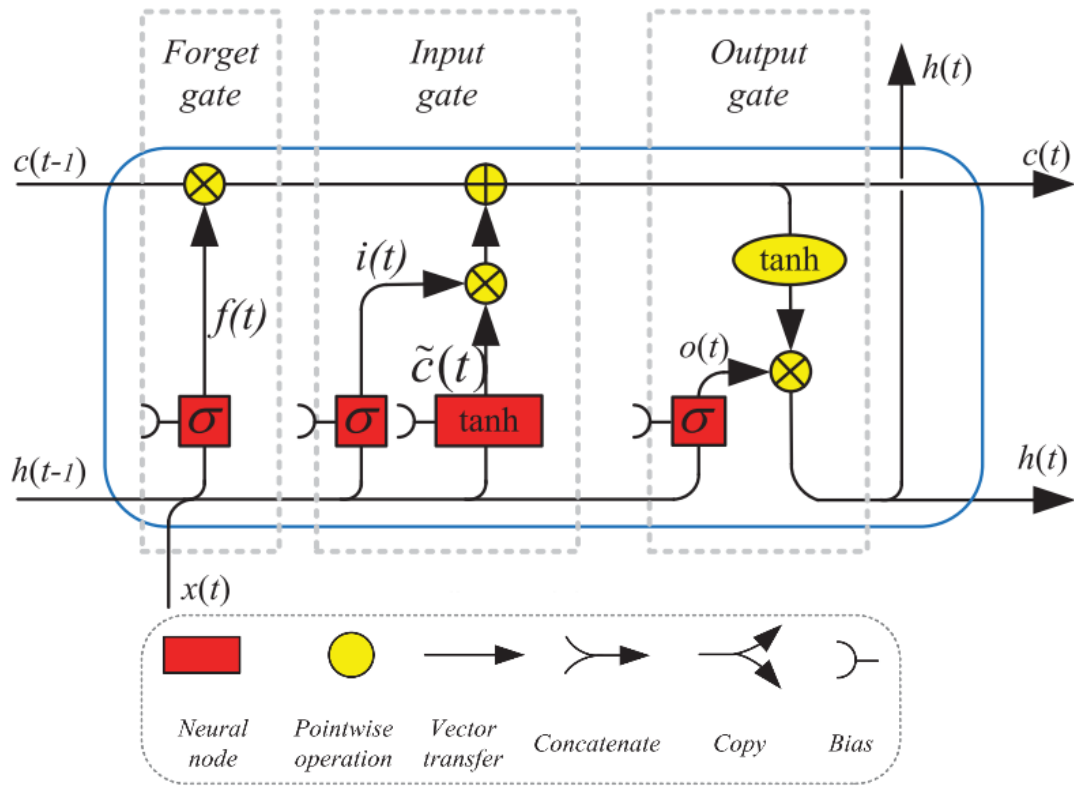 Forget
gate
Input
gate
Output
gate
h(t)
c(t-1)
c(t)
i(t)
tanh
f(t)
c̃(t)
o(t)
σ
σ
tanh
σ
h(t-1)
h(t)
x(t)
Neural
node
Pointwise
operation
Vector
transfer
Concatenate
Copy
Bias